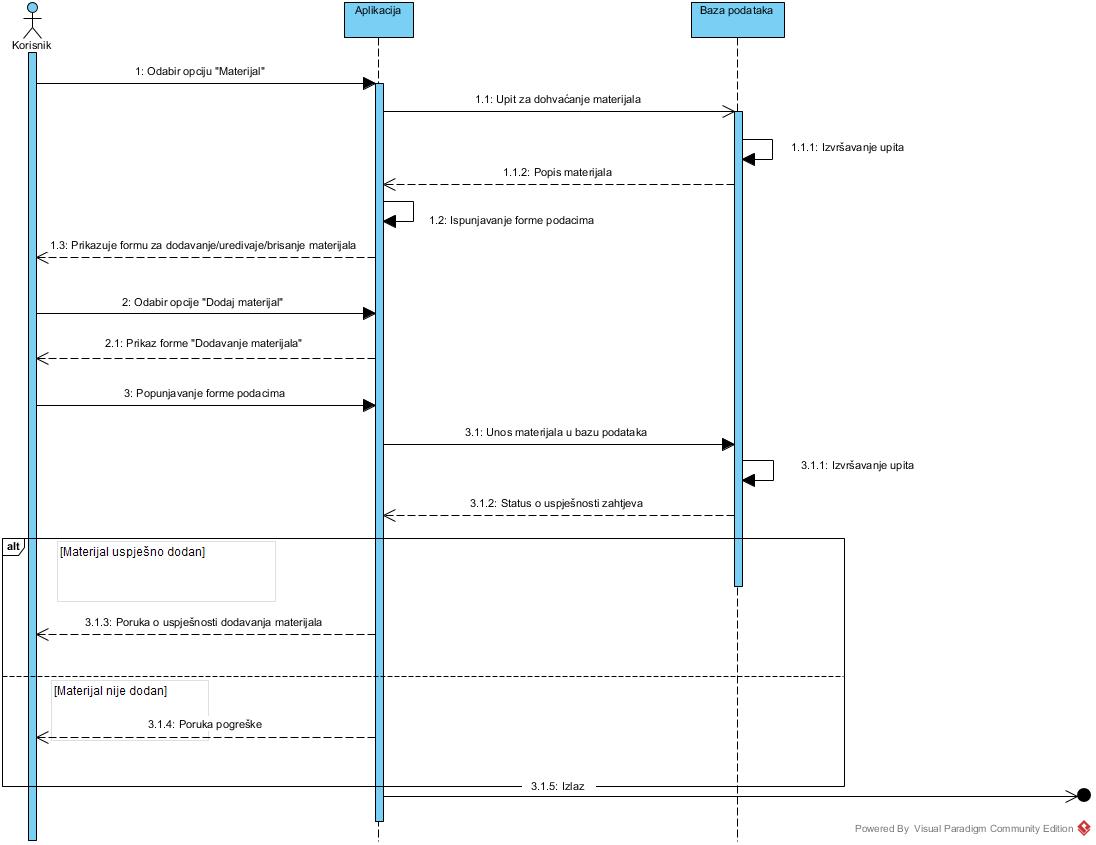 Korisnik
Aplikacija
Baza podataka
1: Odabir opciju "Materijal"
1.1: Upit za dohvaćanje materijala
1.1.1: Izvršavanje upita
1.1.2: Popis materijala
1.2: Ispunjavanje forme podacima
1.3: Prikazuje formu za dodavanje/uredivaje/brisanje materijala
2: Odabir opcije "Dodaj materijal"
2.1: Prikaz forme "Dodavanje materijala"
3: Popunjavanje forme podacima
3.1: Unos materijala u bazu podataka
3.1.1: Izvršavanje upita
3.1.2: Status o uspješnosti zahtjeva
alt
[Materijal uspješno dodan]
3.1.3: Poruka o uspješnosti dodavanja materijala
[Materijal nije dodan]
3.1.4: Poruka pogreške
3.1.5: Izlaz
Powered By Visual Paradigm Community Edition